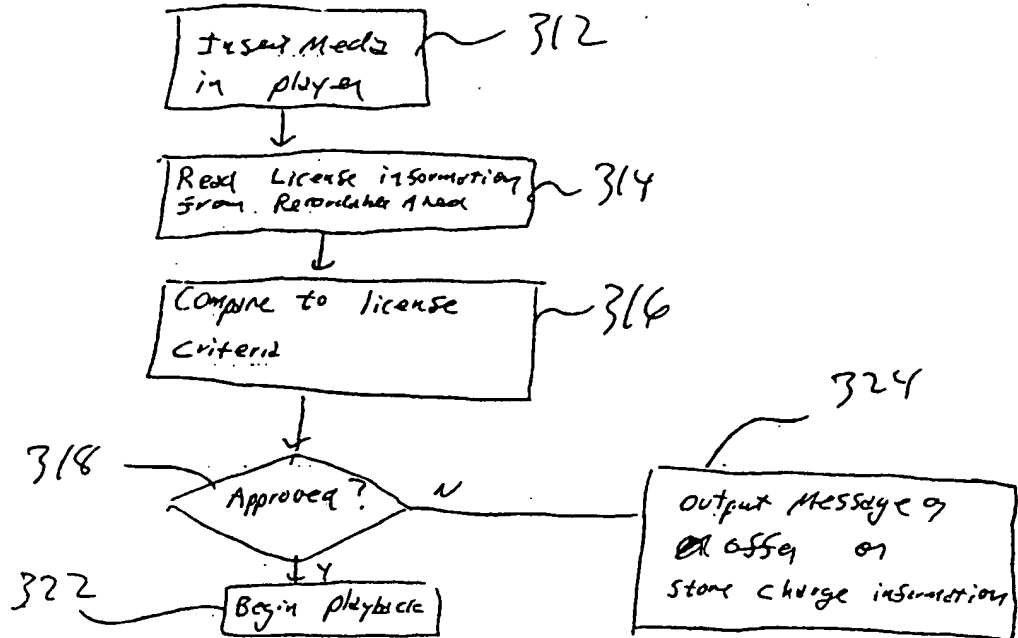 Insert Media
in player
312
Read License information
from Recordable Area
314
Compare to license
criteria
316
324
318
Approved?
N
output Message or
offer or
store charge information
Y
322
Begin playback